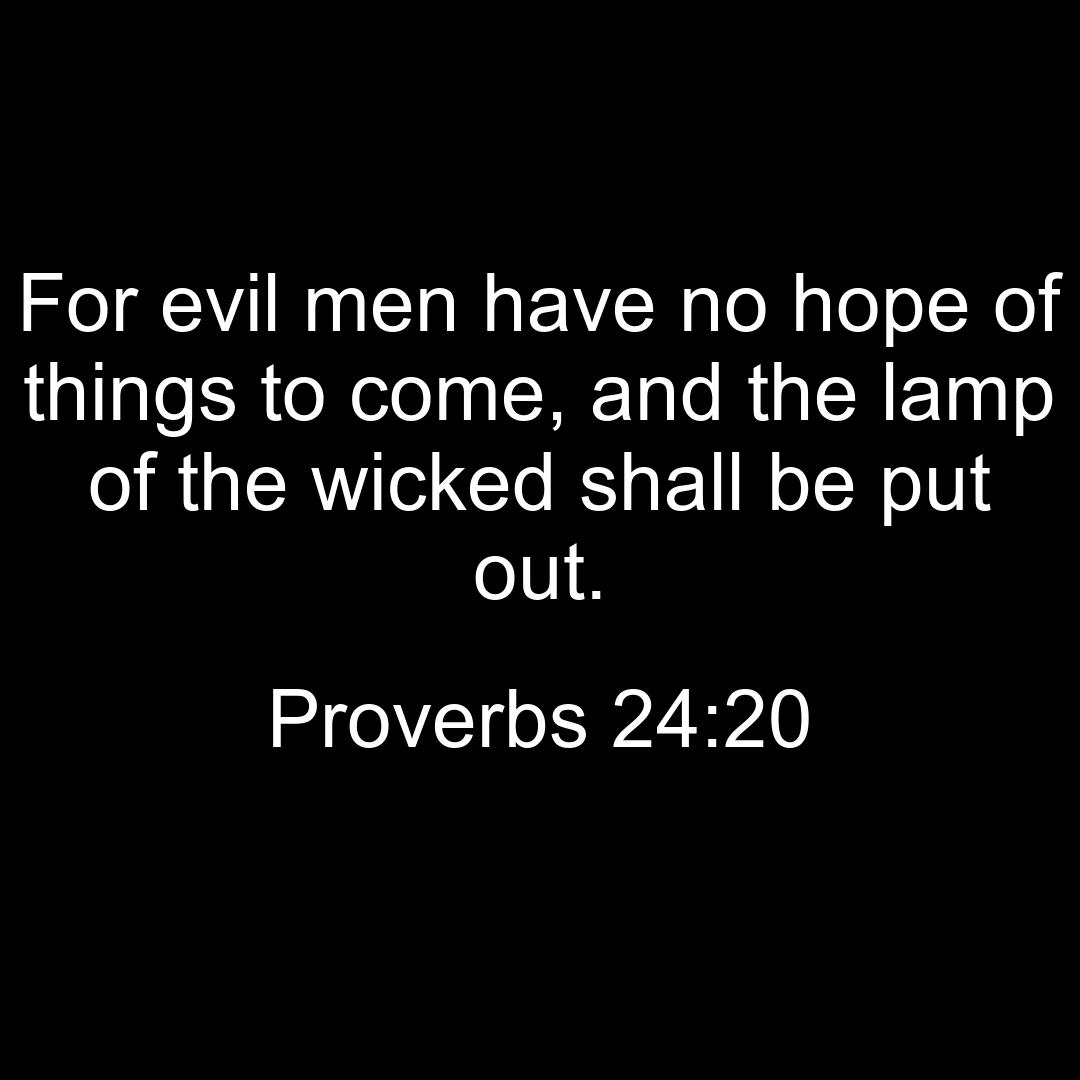 For evil men have no hope of
things to come, and the lamp
of the wicked shall be put
out.
Proverbs 24:20